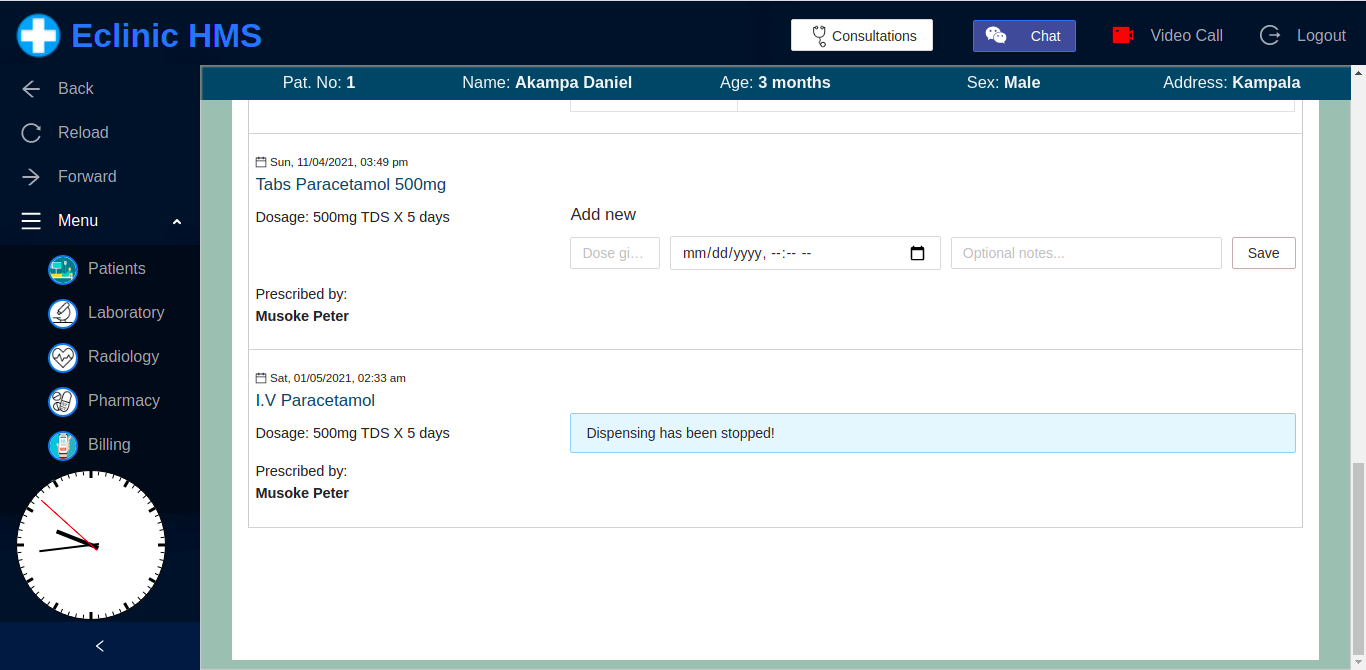 Eclinic HMS
Consultations
Chat
Video Call
Logout
Back
Reload
Forward
Menu
Patients
Laboratory
Radiology
Pharmacy
Billing
Pat. No: 1 Name: Akampa Daniel Age: 3 months Sex: Male Address: Kampala
Sun, 11/04/2021, 03:49 pm
Tabs Paracetamol 500mg
Dosage: 500mg TDS X 5 days
Add new
Dose gi… mm/dd/yyyy, --:-- -- Optional notes... Save
Prescribed by:
Musoke Peter
Sat, 01/05/2021, 02:33 am
I.V Paracetamol
Dosage: 500mg TDS X 5 days
Dispensing has been stopped!
Prescribed by:
Musoke Peter